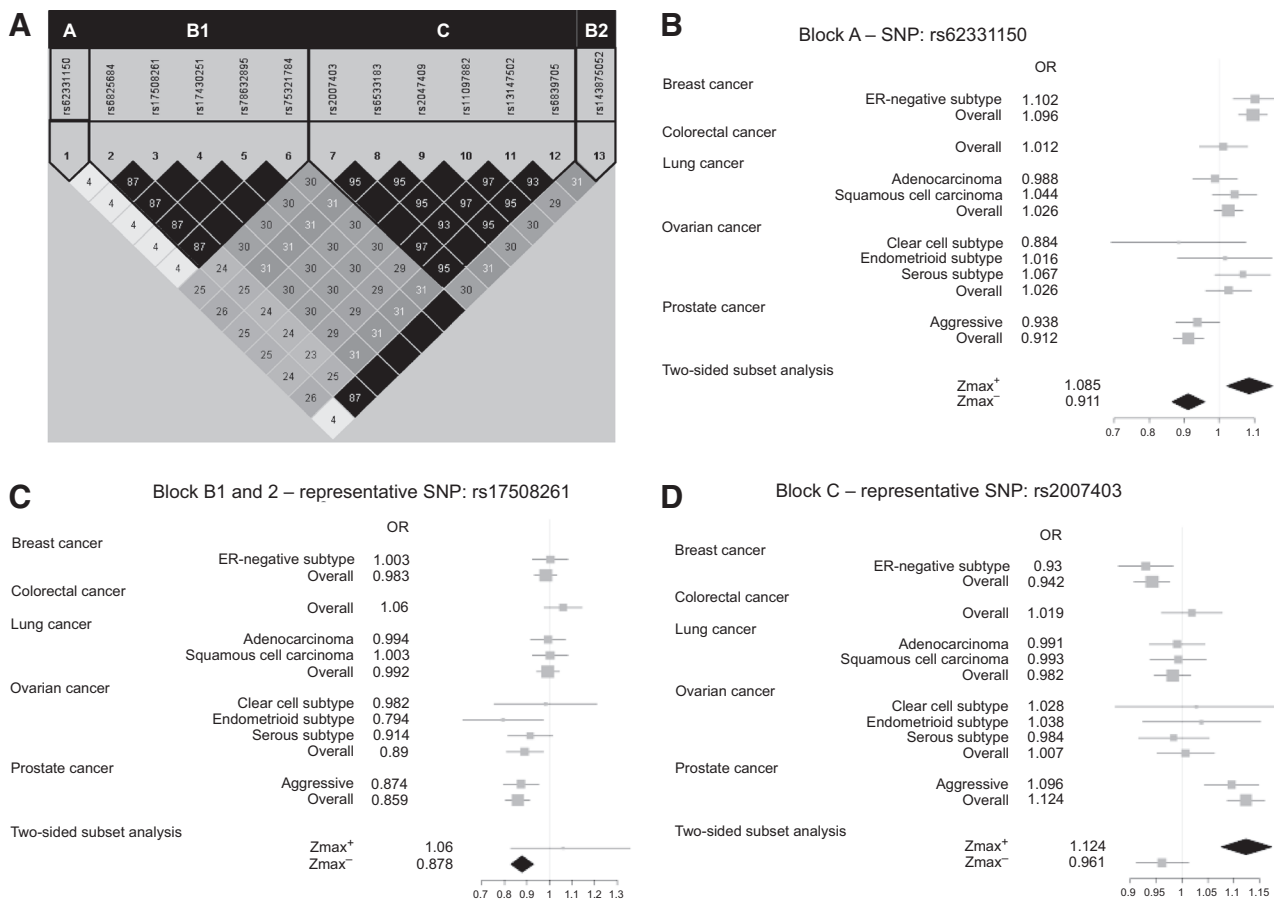 A
A B1 C B2
rs62331150 rs6825684 rs17508261 rs17430251 rs78632895 rs75321784 rs2007403 rs6533183 rs2047409 rs11097882 rs13147502 rs6839705 rs143875052
1 2 3 4 5 6 7 8 9 10 11 12 13
4 87 30 95 95 97 93 31
4 87 31 95 97 95 29
4 87 30 30 30 93 95 30
4 87 30 31 30 30 97 30
4 24 31 30 30 29 95 31
25 25 30 30 29 31 30
26 24 30 29 31
25 24 29 31
25 23 31
24 25
26 87
4
B
Block A – SNP: rs62331150
OR
Breast cancer
ER-negative subtype 1.102
Overall 1.096
Colorectal cancer
Overall 1.012
Lung cancer
Adenocarcinoma 0.988
Squamous cell carcinoma 1.044
Overall 1.026
Ovarian cancer
Clear cell subtype 0.884
Endometrioid subtype 1.016
Serous subtype 1.067
Overall 1.026
Prostate cancer
Aggressive 0.938
Overall 0.912
Two-sided subset analysis
Zmax+ 1.085
Zmax− 0.911
0.7 0.8 0.9 1 1.1
C
Block B1 and 2 – representative SNP: rs17508261
OR
Breast cancer
ER-negative subtype 1.003
Overall 0.983
Colorectal cancer
Overall 1.06
Lung cancer
Adenocarcinoma 0.994
Squamous cell carcinoma 1.003
Overall 0.992
Ovarian cancer
Clear cell subtype 0.982
Endometrioid subtype 0.794
Serous subtype 0.914
Overall 0.89
Prostate cancer
Aggressive 0.874
Overall 0.859
Two-sided subset analysis
Zmax+ 1.06
Zmax− 0.878
0.7 0.8 0.9 1 1.1 1.2 1.3
D
Block C – representative SNP: rs2007403
OR
Breast cancer
ER-negative subtype 0.93
Overall 0.942
Colorectal cancer
Overall 1.019
Lung cancer
Adenocarcinoma 0.991
Squamous cell carcinoma 0.993
Overall 0.982
Ovarian cancer
Clear cell subtype 1.028
Endometrioid subtype 1.038
Serous subtype 0.984
Overall 1.007
Prostate cancer
Aggressive 1.096
Overall 1.124
Two-sided subset analysis
Zmax+ 1.124
Zmax− 0.961
0.9 0.95 1 1.05 1.1 1.15